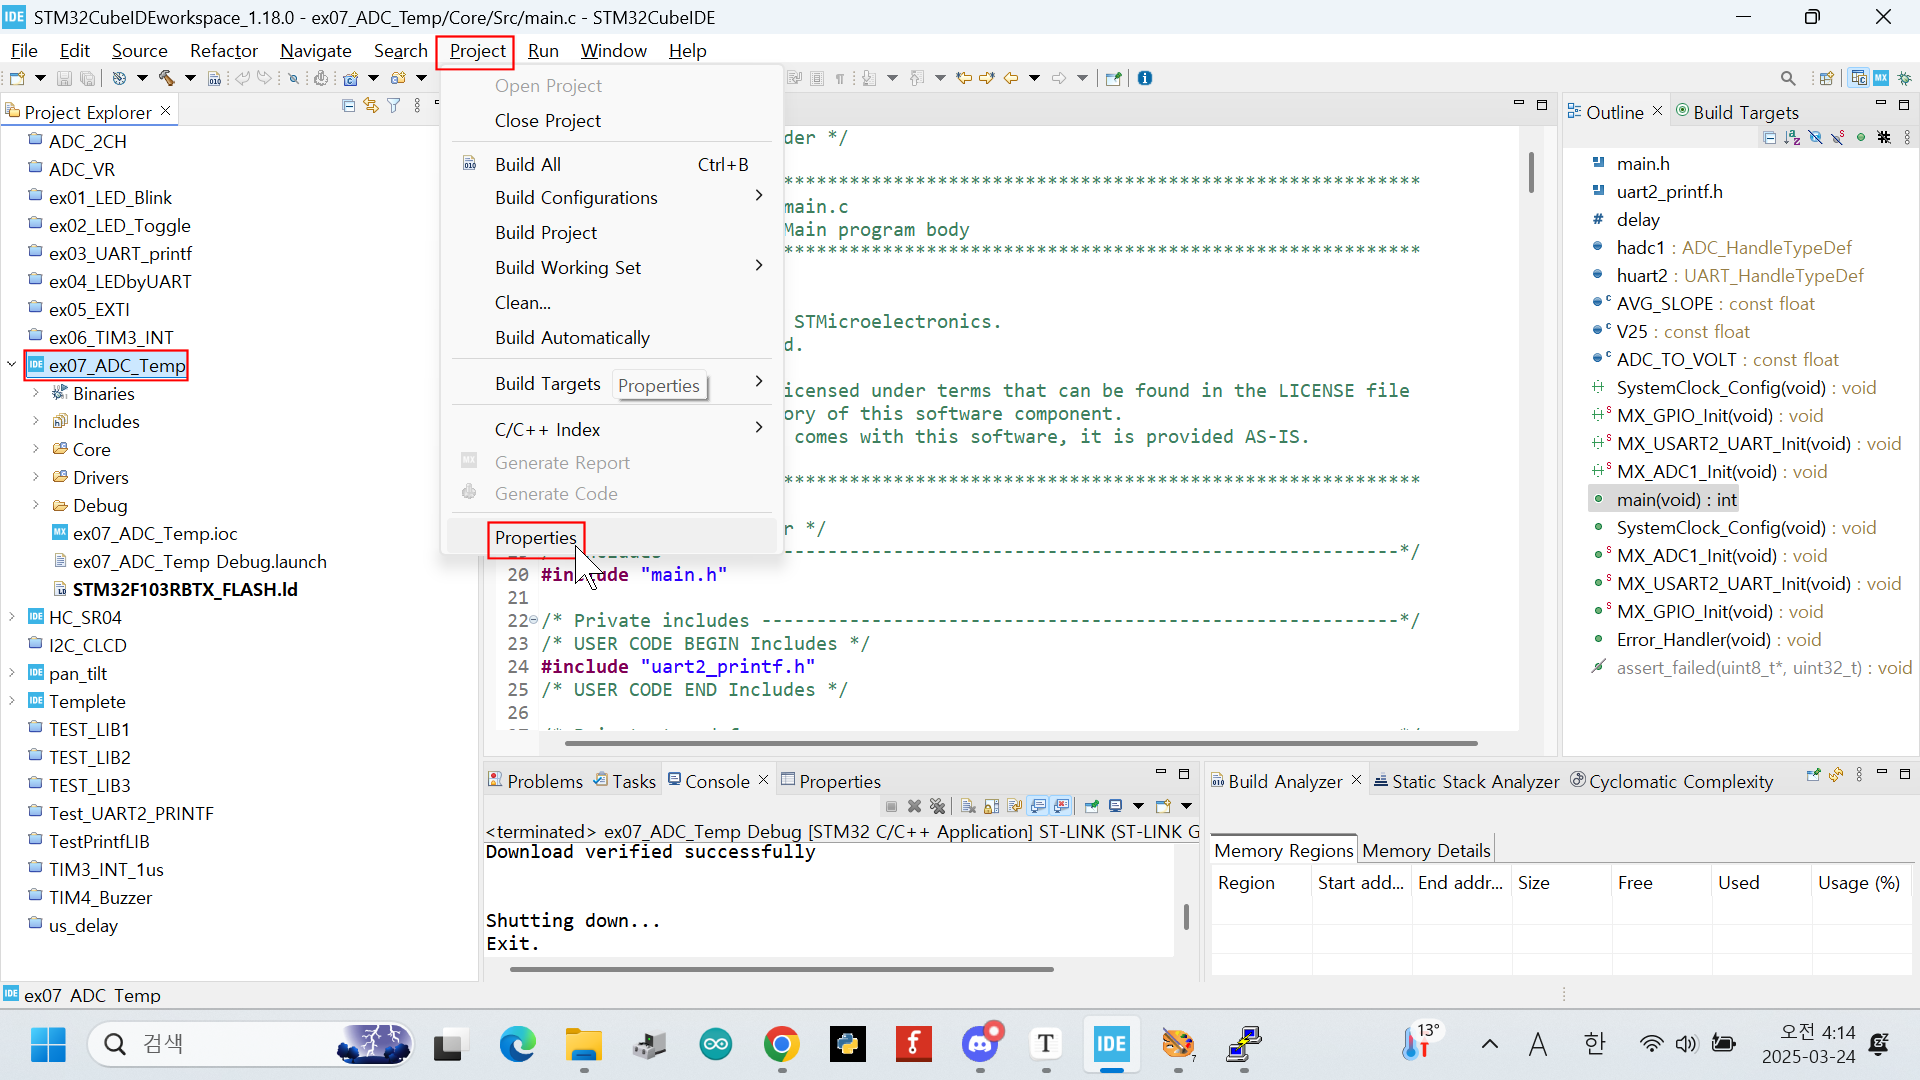 IDE STM32CubeIDEworkspace_1.18.0 - ex07_ADC_Temp/Core/Src/main.c - STM32CubeIDE
File Edit Source Refactor Navigate Search Project Run Window Help
Project Explorer
ADC_2CH
ADC_VR
ex01_LED_Blink
ex02_LED_Toggle
ex03_UART_printf
ex04_LEDbyUART
ex05_EXTI
ex06_TIM3_INT
IDE ex07_ADC_Temp
Binaries
Includes
Core
Drivers
Debug
MX ex07_ADC_Temp.ioc
ex07_ADC_Temp Debug.launch
STM32F103RBTX_FLASH.ld
IDE HC_SR04
I2C_CLCD
IDE pan_tilt
IDE Templete
TEST_LIB1
TEST_LIB2
TEST_LIB3
Test_UART2_PRINTF
TestPrintfLIB
TIM3_INT_1us
TIM4_Buzzer
us_delay
Open Project
Close Project
Build All Ctrl+B
Build Configurations
Build Project
Build Working Set
Clean...
Build Automatically
Build Targets
Properties
C/C++ Index
Generate Report
Generate Code
Properties
der */
**********************************************************
main.c
Main program body
**********************************************************
STMicroelectronics.
d.
icensed under terms that can be found in the LICENSE file
ory of this software component.
comes with this software, it is provided AS-IS.
**********************************************************
r */
----------------------------------------------------------*/
20 #include "main.h"
21
22 /* Private includes ----------------------------------------------------------*/
23 /* USER CODE BEGIN Includes */
24 #include "uart2_printf.h"
25 /* USER CODE END Includes */
26
Outline Build Targets
main.h
uart2_printf.h
# delay
hadc1 : ADC_HandleTypeDef
huart2 : UART_HandleTypeDef
AVG_SLOPE : const float
V25 : const float
ADC_TO_VOLT : const float
SystemClock_Config(void) : void
MX_GPIO_Init(void) : void
MX_USART2_UART_Init(void) : void
MX_ADC1_Init(void) : void
main(void) : int
SystemClock_Config(void) : void
MX_ADC1_Init(void) : void
MX_USART2_UART_Init(void) : void
MX_GPIO_Init(void) : void
Error_Handler(void) : void
assert_failed(uint8_t*, uint32_t) : void
Problems Tasks Console Properties
<terminated> ex07_ADC_Temp Debug [STM32 C/C++ Application] ST-LINK (ST-LINK G
Download verified successfully
Shutting down...
Exit.
Build Analyzer Static Stack Analyzer Cyclomatic Complexity
Memory Regions Memory Details
Region Start add... End addr... Size Free Used Usage (%)
IDE ex07_ADC_Temp
검색
13°
A
한
오전 4:14
2025-03-24